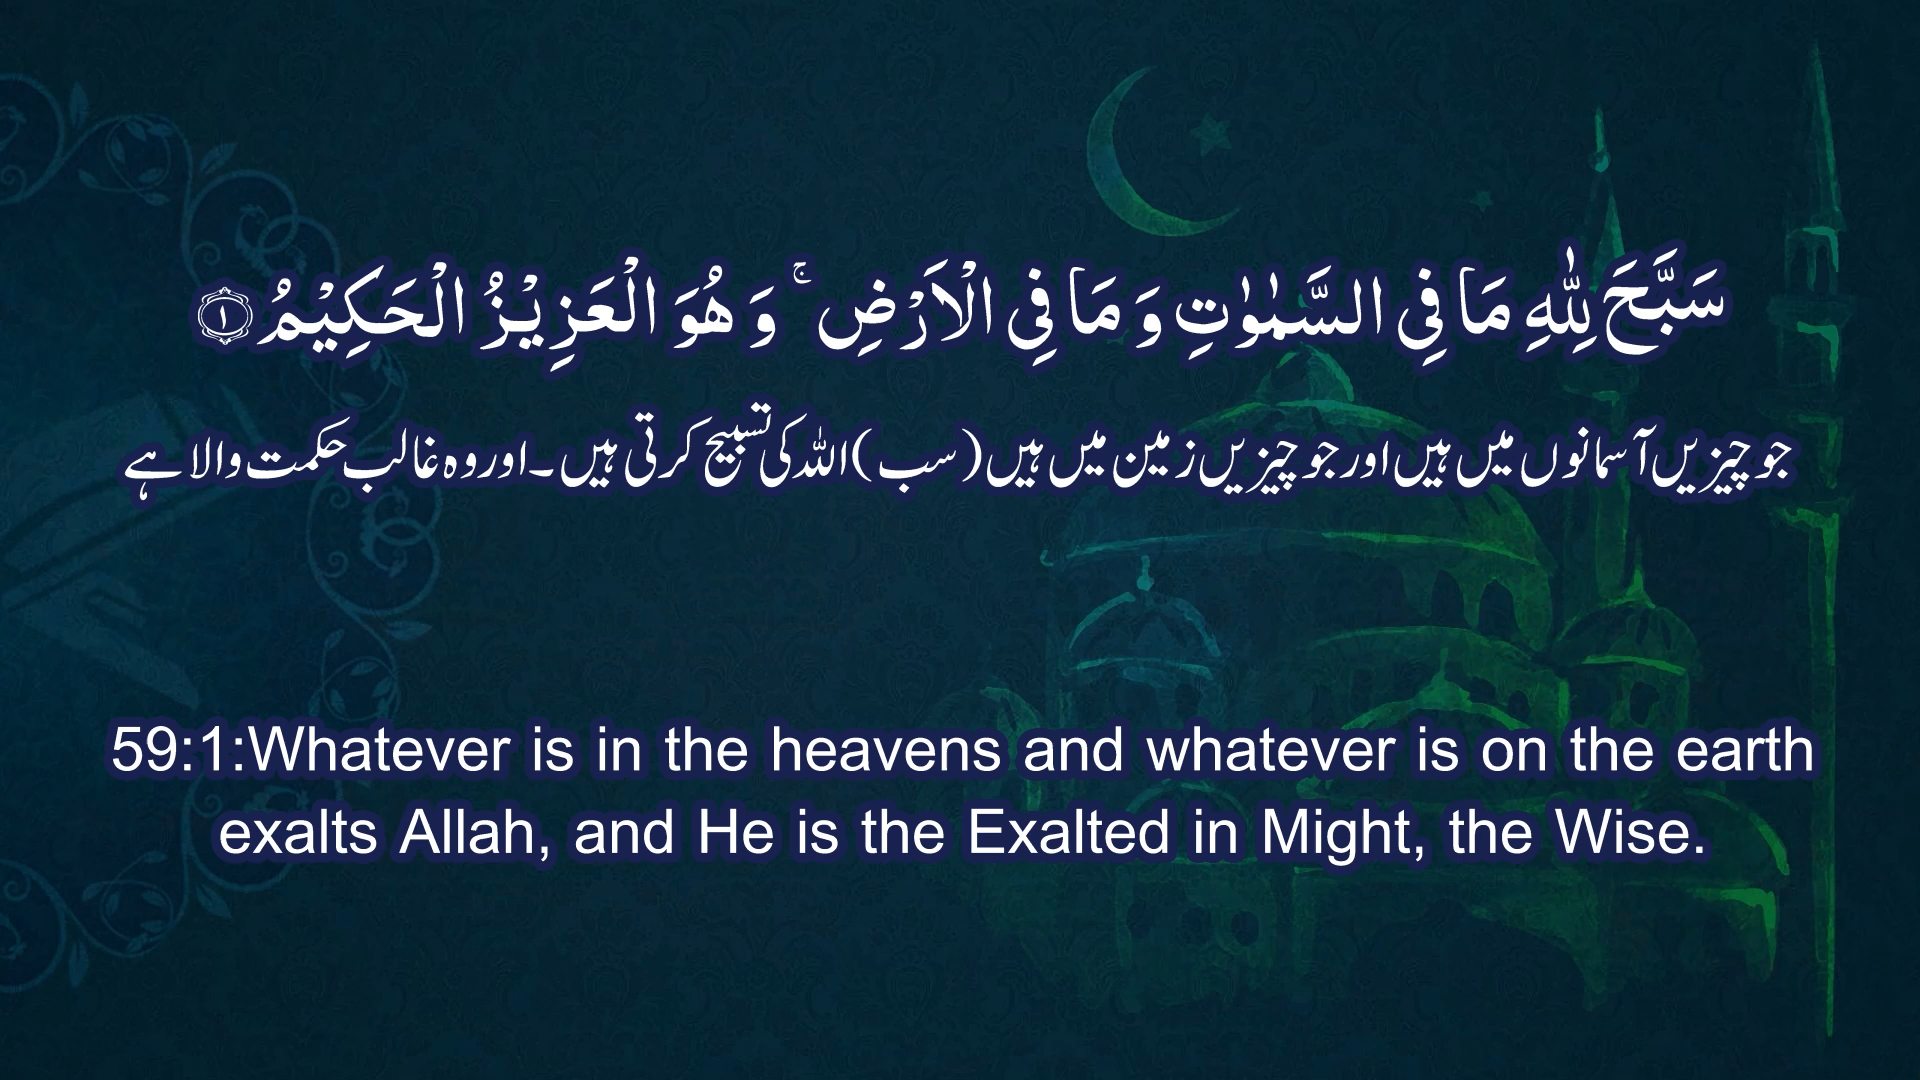 سَبَّحَ لِلّٰهِ مَا فِی السَّمٰوٰتِ وَ مَا فِی الْاَرْضِ ۚ وَ هُوَ الْعَزِیْزُ الْحَكِیْمُ ۝۱
جو چیزیں آسمانوں میں ہیں اور جو چیزیں زمین میں ہیں (سب) الله کی تسبیح کرتی ہیں۔ اور وہ غالب حکمت والا ہے
59:1:Whatever is in the heavens and whatever is on the earth
exalts Allah, and He is the Exalted in Might, the Wise.